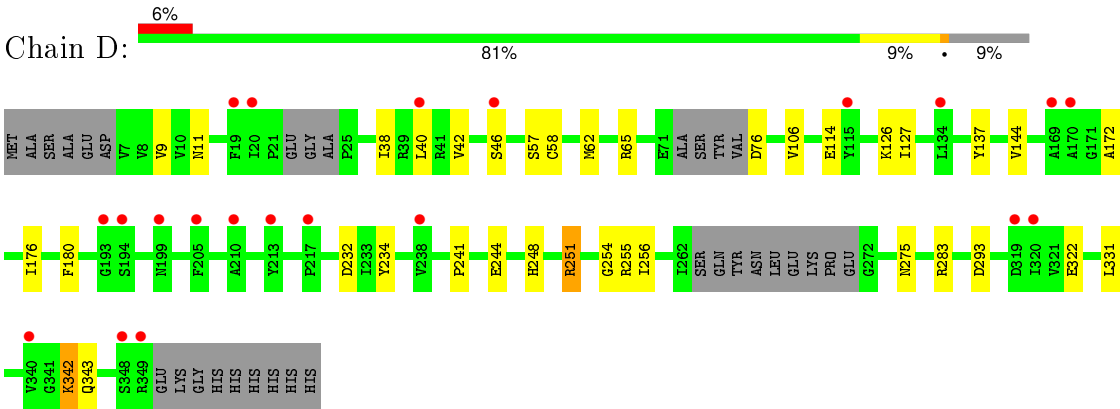 6%
Chain D:
81% 9% • 9%
MET ALA SER ALA GLU ASP V7 V8 V9 V10 N11 F19 I20 P21 GLU GLY ALA P25 I38 R39 L40 R41 V42 S46 S57 C58 M62 R65 E71 ALA SER TYR VAL D76 V106 E114 Y115 K126 I127 L134 Y137 V144 A169 A170 G171 A172
I176 F180 G193 S194 N199 F205 A210 Y213 P217 D232 I233 Y234 V238 P241 E244 H248 R251 G254 R255 I256 I262 SER GLN TYR ASN LEU GLU LYS PRO GLU G272 N275 R283 D293 D319 I320 V321 E322 L331
V340 G341 K342 Q343 S348 R349 GLU LYS GLY HIS HIS HIS HIS HIS HIS